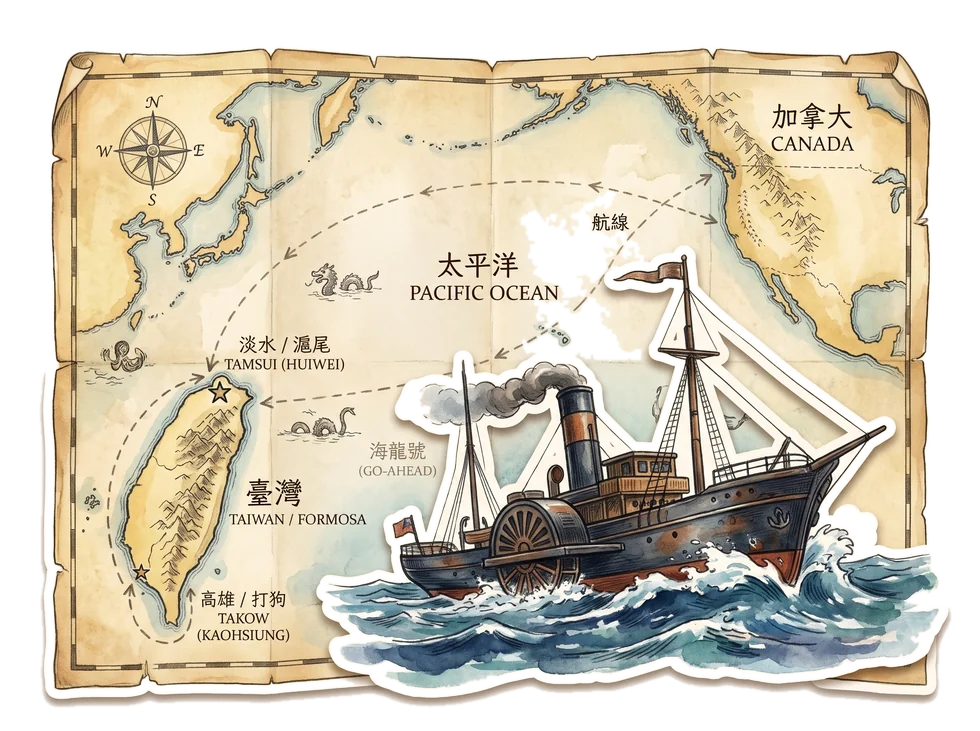 N
W
E
S
加拿大
CANADA
航線
太平洋
PACIFIC OCEAN
淡水 / 滬尾
TAMSUI (HUIWEI)
海龍號
(GO-AHEAD)
臺灣
TAIWAN / FORMOSA
高雄 / 打狗
TAKOW
(KAOHSIUNG)